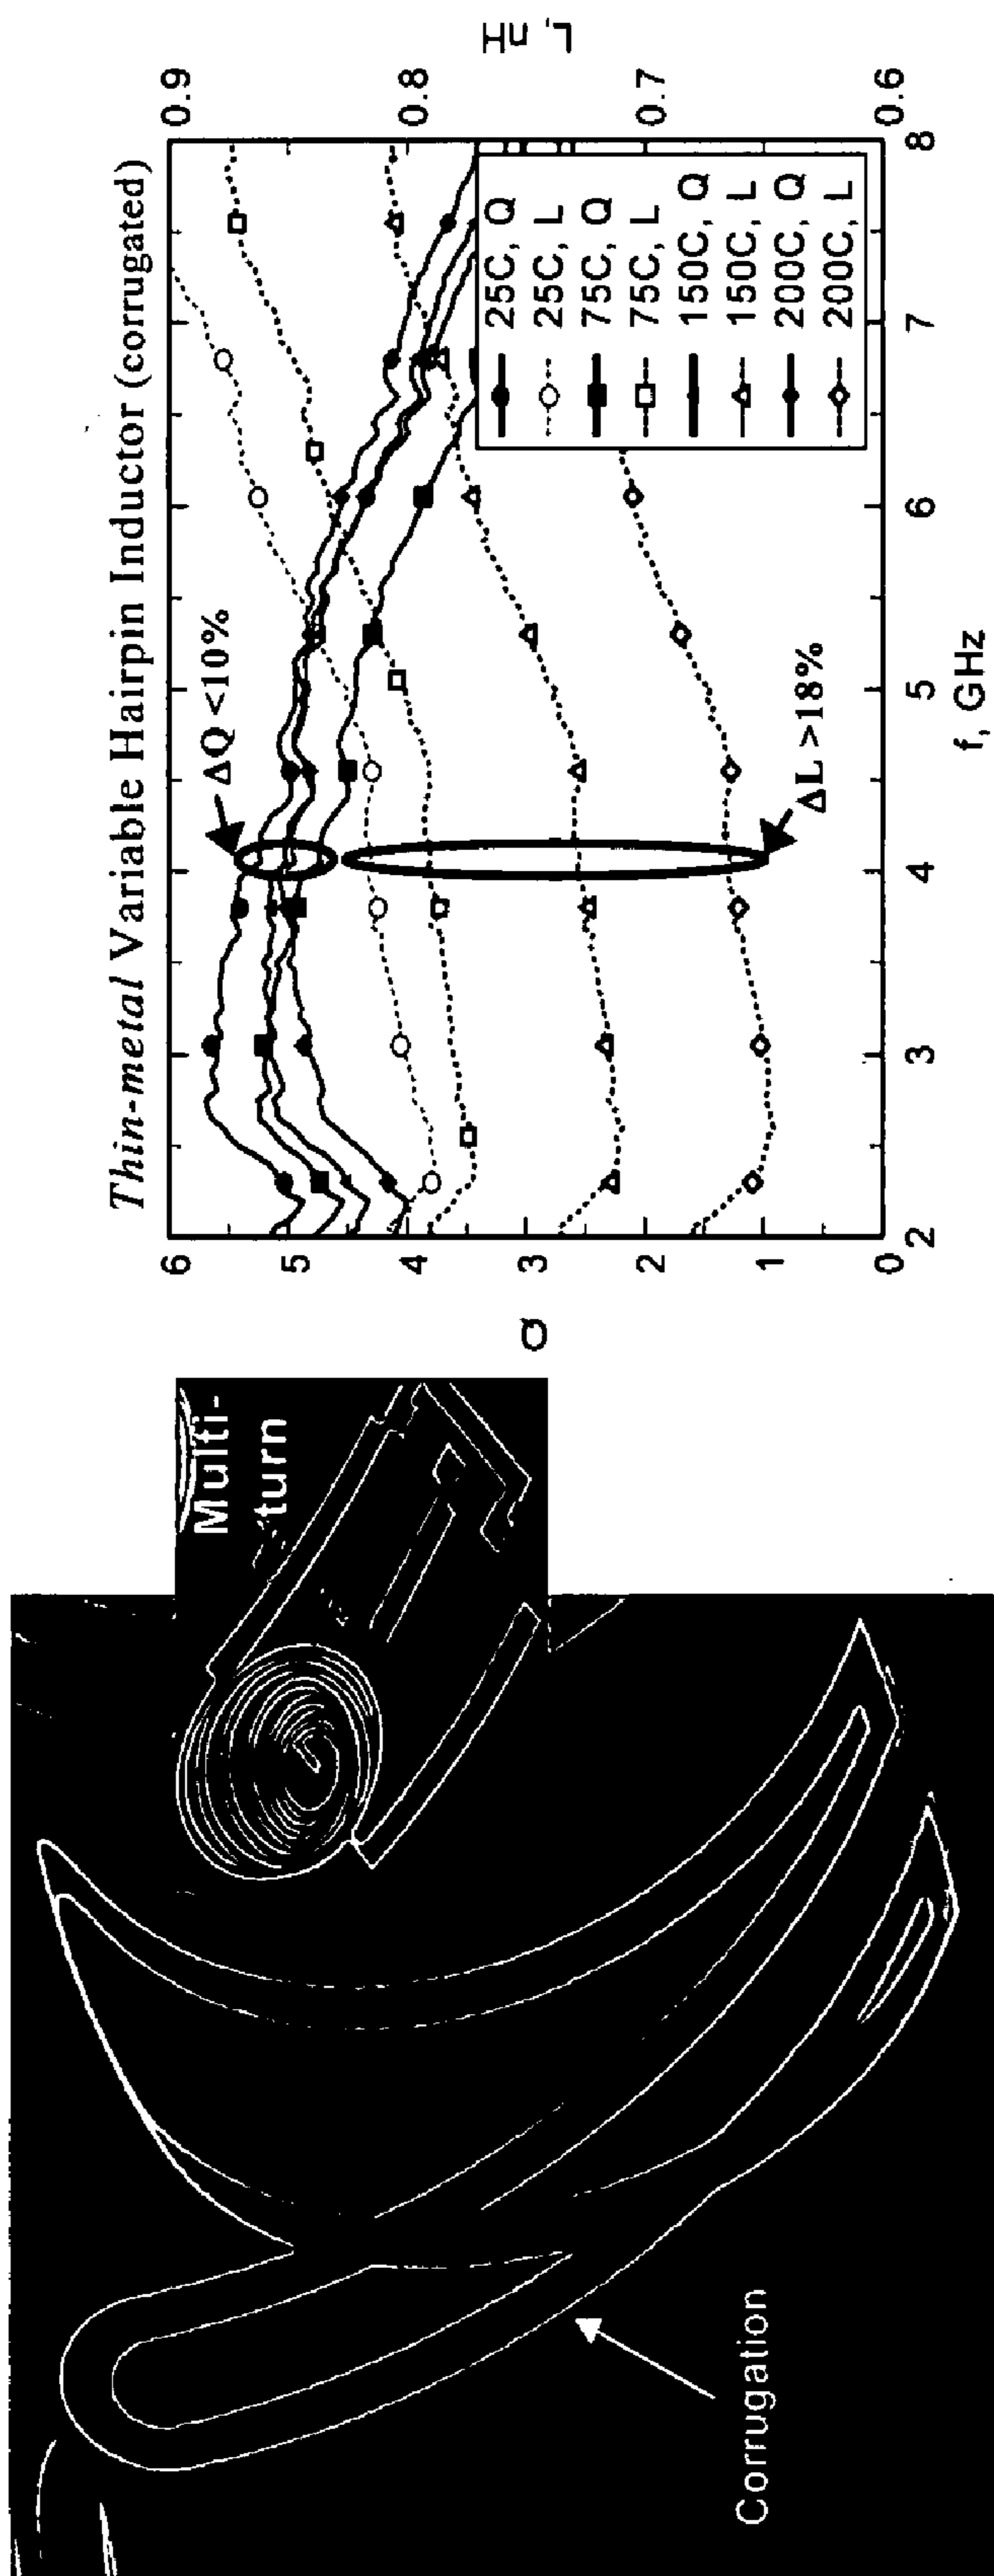 Multi-
turn
Corrugation
Thin-metal Variable Hairpin Inductor (corrugated)
ΔQ <10%
ΔL >18%
Q
6
5
4
3
2
1
0
2
3
4
5
6
7
8
f, GHz
0.9
0.8
0.7
0.6
L, nH
25C, Q
25C, L
75C, Q
75C, L
150C, Q
150C, L
200C, Q
200C, L